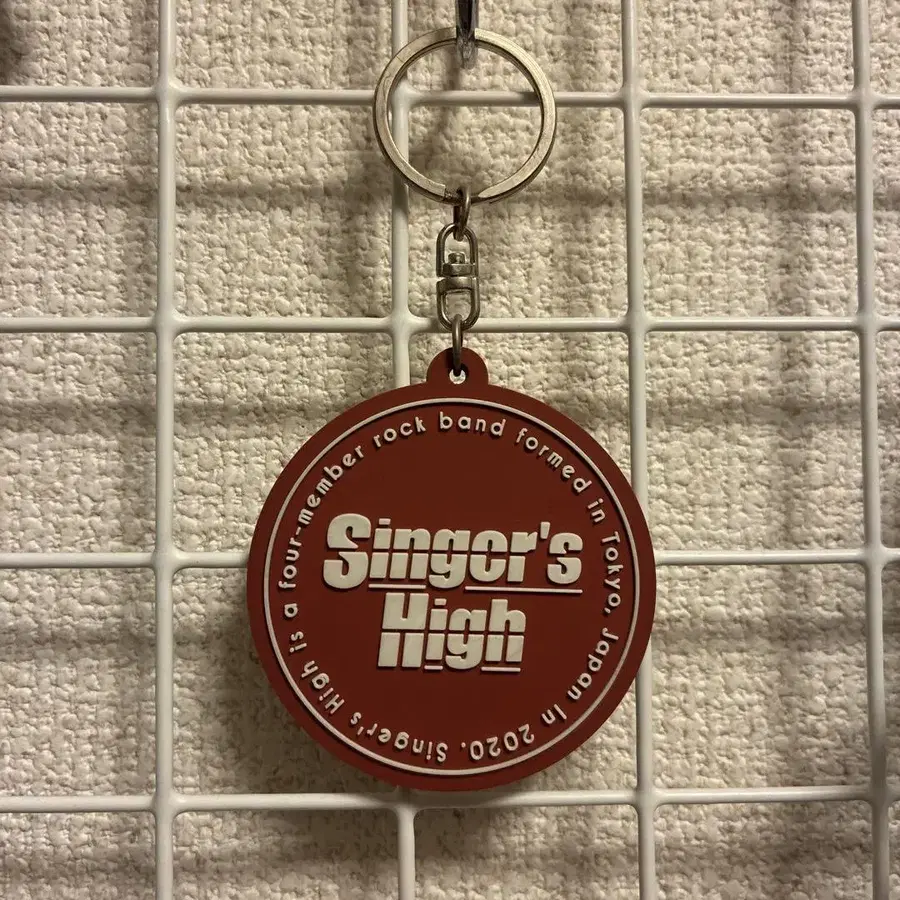 Singer's
High
Singer's High is a four-member rock band formed in Tokyo, Japan in 2020.